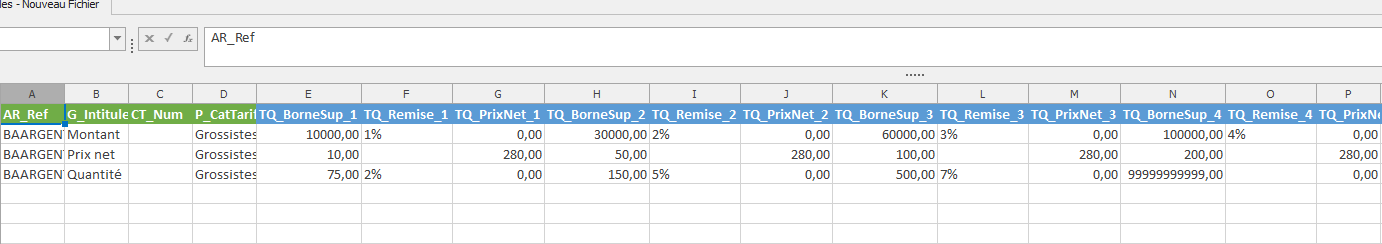 les - Nouveau Fichier
fx AR_Ref
A B C D E F G H I J K L M N O P
AR_Ref G_Intitule CT_Num P_CatTarif TQ_BorneSup_1 TQ_Remise_1 TQ_PrixNet_1 TQ_BorneSup_2 TQ_Remise_2 TQ_PrixNet_2 TQ_BorneSup_3 TQ_Remise_3 TQ_PrixNet_3 TQ_BorneSup_4 TQ_Remise_4 TQ_PrixNe
BAARGEN Montant Grossistes 10000,00 1% 0,00 30000,00 2% 0,00 60000,00 3% 0,00 100000,00 4% 0,00
BAARGEN Prix net Grossistes 10,00 280,00 50,00 280,00 100,00 280,00 200,00 280,00
BAARGEN Quantité Grossistes 75,00 2% 0,00 150,00 5% 0,00 500,00 7% 0,00 99999999999,00 0,00